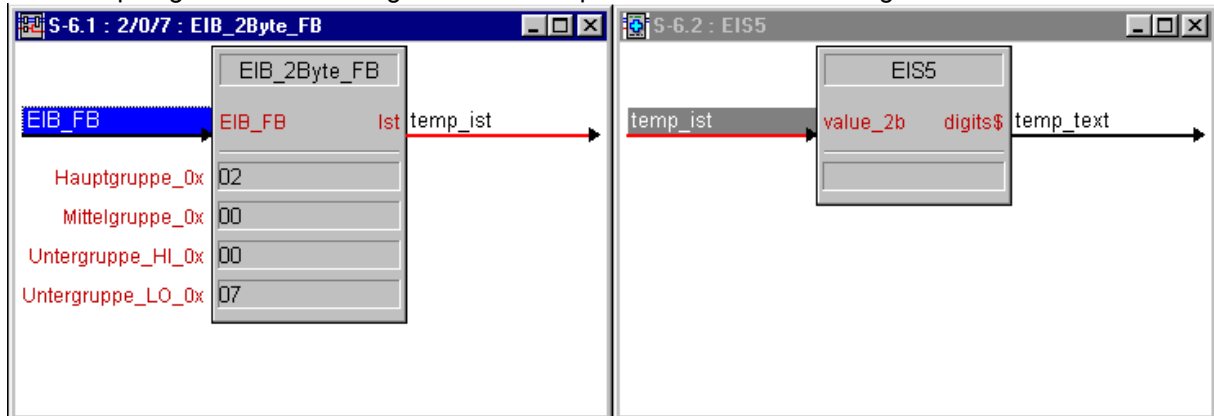 S-6.1 : 2/0/7 : EIB_2Byte_FB
EIB_2Byte_FB
EIB_FB
EIB_FB
Ist
temp_ist
Hauptgruppe_0x
02
Mittelgruppe_0x
00
Untergruppe_HI_0x
00
Untergruppe_LO_0x
07
S-6.2 : EIS5
EIS5
temp_ist
value_2b
digits$
temp_text